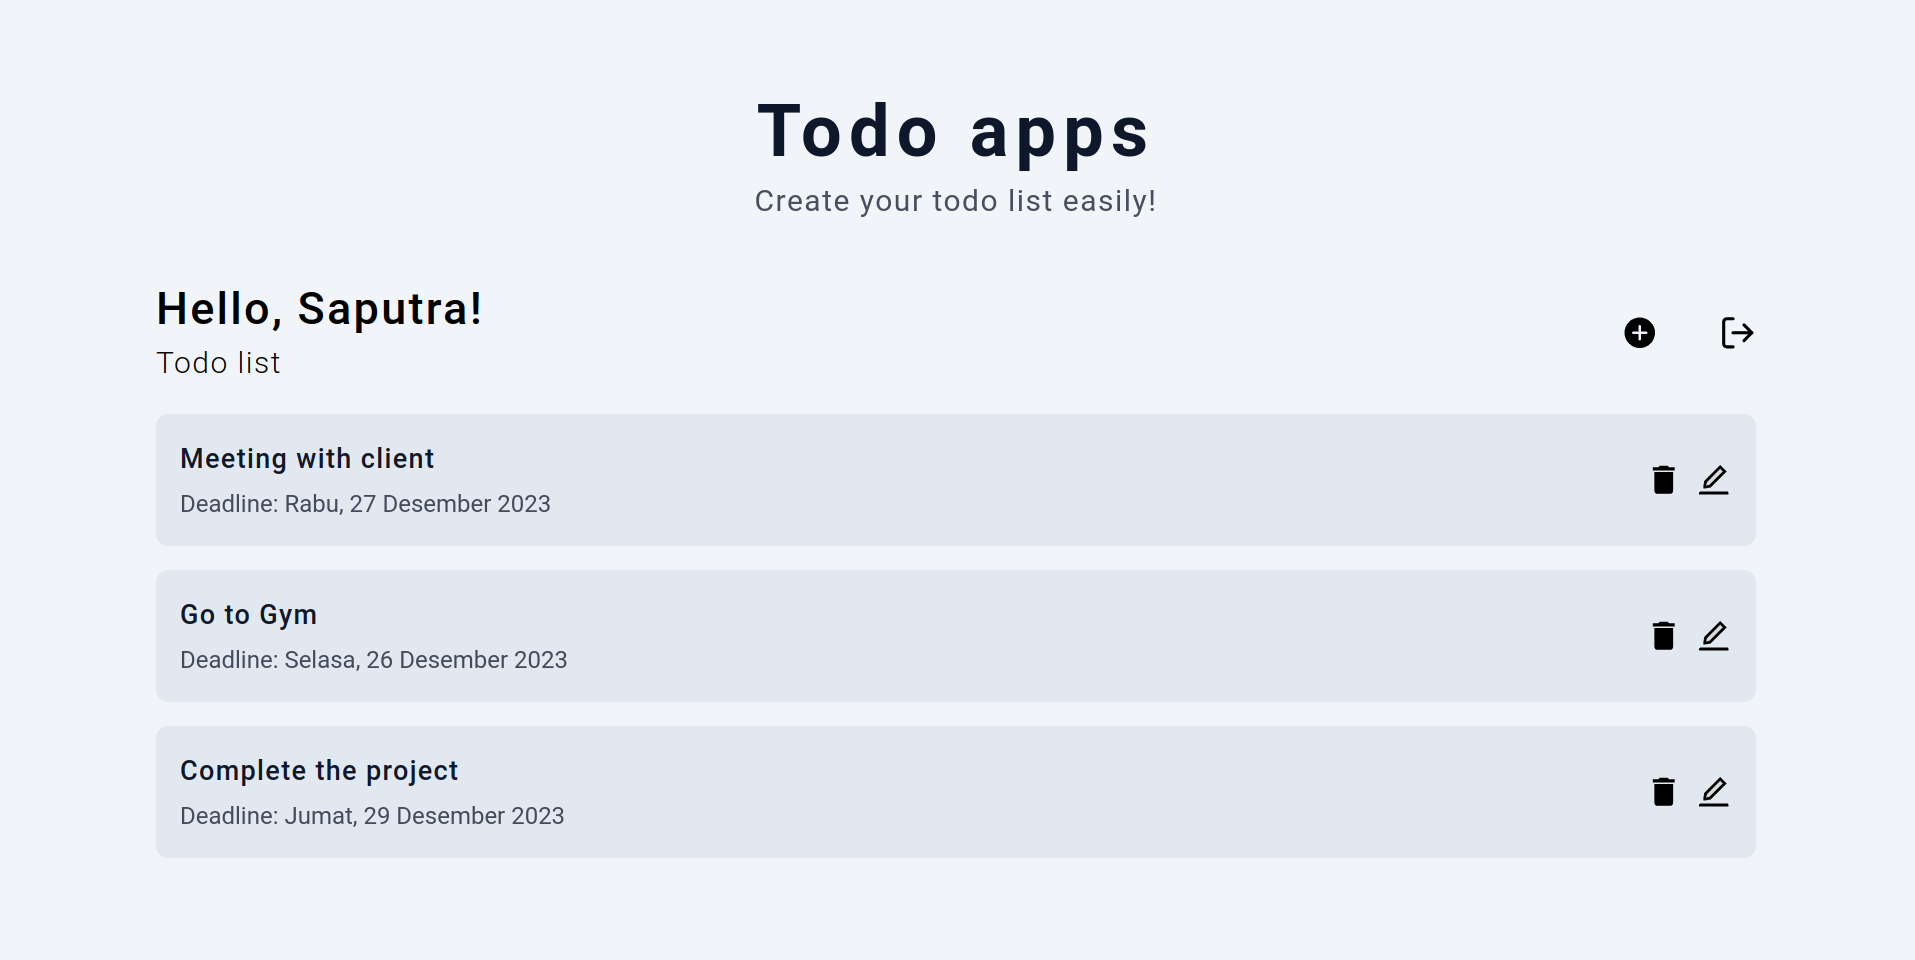 Todo apps
Create your todo list easily!
Hello, Saputra!
Todo list
Meeting with client
Deadline: Rabu, 27 Desember 2023
Go to Gym
Deadline: Selasa, 26 Desember 2023
Complete the project
Deadline: Jumat, 29 Desember 2023